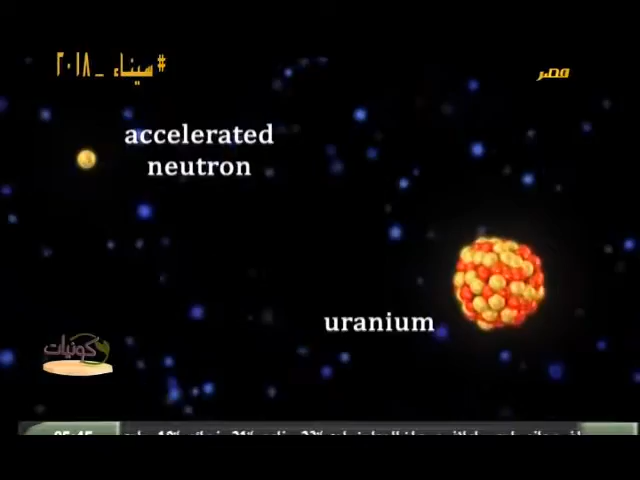 #سيناء_٢٠١٨
مصر
accelerated
neutron
uranium
كونيات